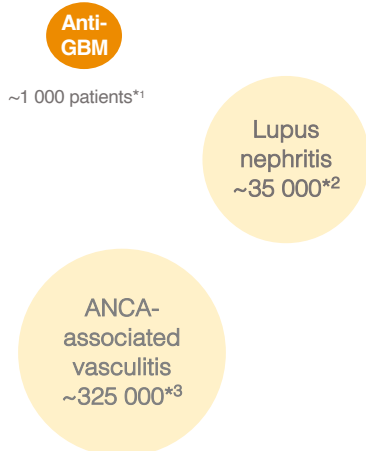 Anti-
GBM
~1 000 patients*1
Lupus
nephritis
~35 000*2
ANCA-
associated
vasculitis
~325 000*3